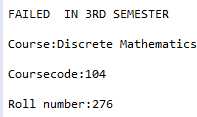 FAILED  IN 3RD SEMESTER
Course:Discrete Mathematics
Coursecode:104
Roll number:276